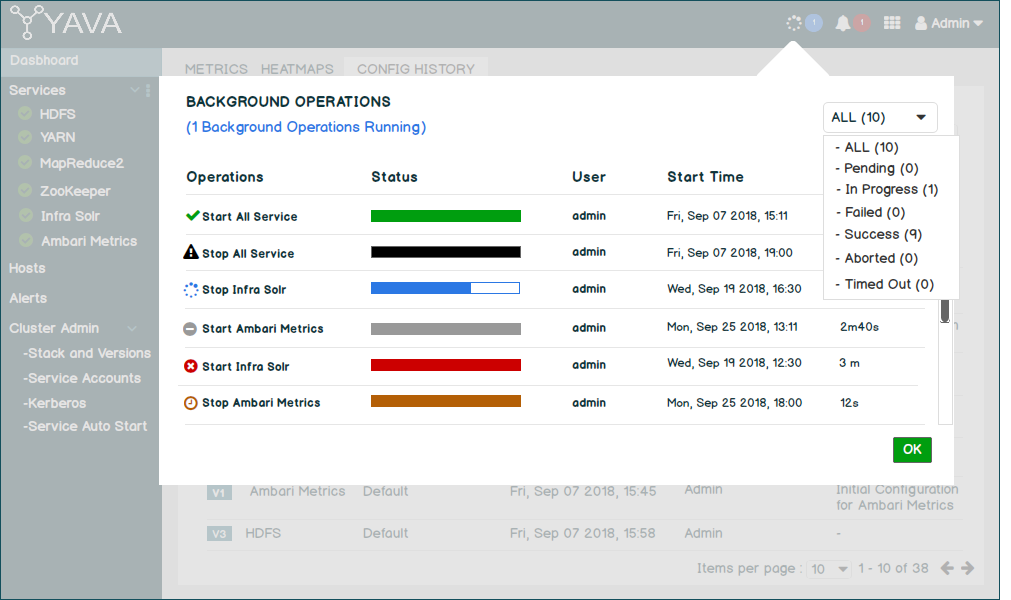 YAVA
1
1
Admin
Dasbhoard
METRICS HEATMAPS CONFIG HISTORY
Services
HDFS
YARN
MapReduce2
ZooKeeper
Infra Solr
Ambari Metrics
Hosts
Alerts
Cluster Admin
-Stack and Versions
-Service Accounts
-Kerberos
-Service Auto Start
BACKGROUND OPERATIONS
(1 Background Operations Running)
ALL (10)
- ALL (10)
- Pending (0)
- In Progress (1)
- Failed (0)
- Success (9)
- Aborted (0)
- Timed Out (0)
Operations Status User Start Time
Start All Service admin Fri, Sep 07 2018, 15:11
Stop All Service admin Fri, Sep 07 2018, 19:00
Stop Infra Solr admin Wed, Sep 19 2018, 16:30
Start Ambari Metrics admin Mon, Sep 25 2018, 13:11 2m40s
Start Infra Solr admin Wed, Sep 19 2018, 12:30 3 m
Stop Ambari Metrics admin Mon, Sep 25 2018, 18:00 12s
OK
V1 Ambari Metrics Default Fri, Sep 07 2018, 15:45 Admin Initial Configuration
for Ambari Metrics
V3 HDFS Default Fri, Sep 07 2018, 15:58 Admin -
Items per page : 10 1 - 10 of 38